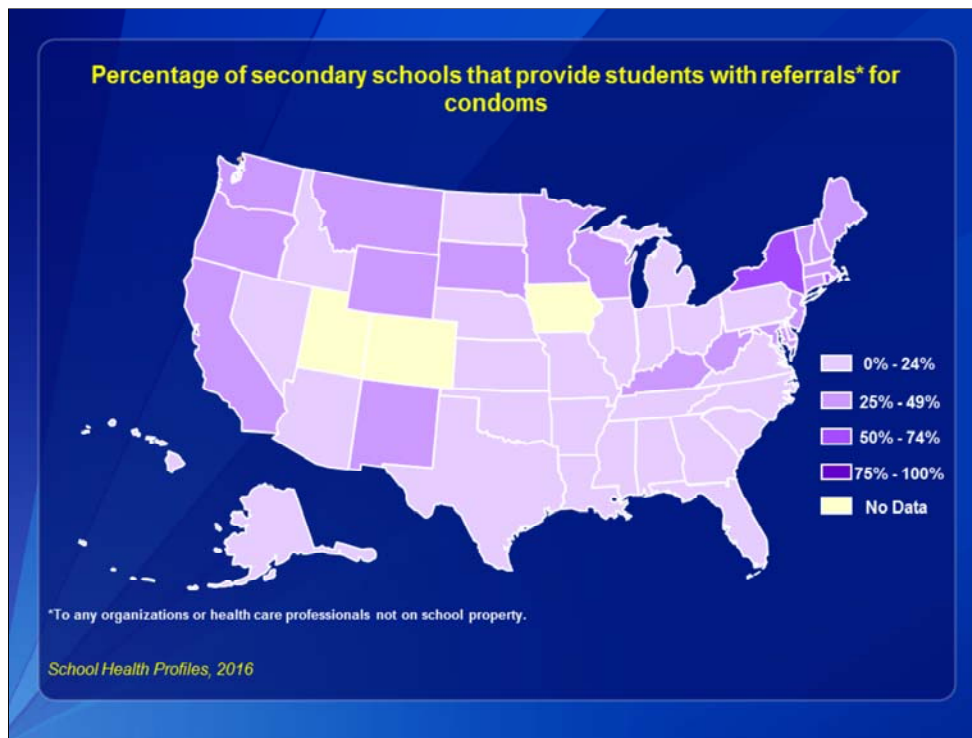 Percentage of secondary schools that provide students with referrals* for
condoms
0% - 24%
25% - 49%
50% - 74%
75% - 100%
No Data
*To any organizations or health care professionals not on school property.
School Health Profiles, 2016